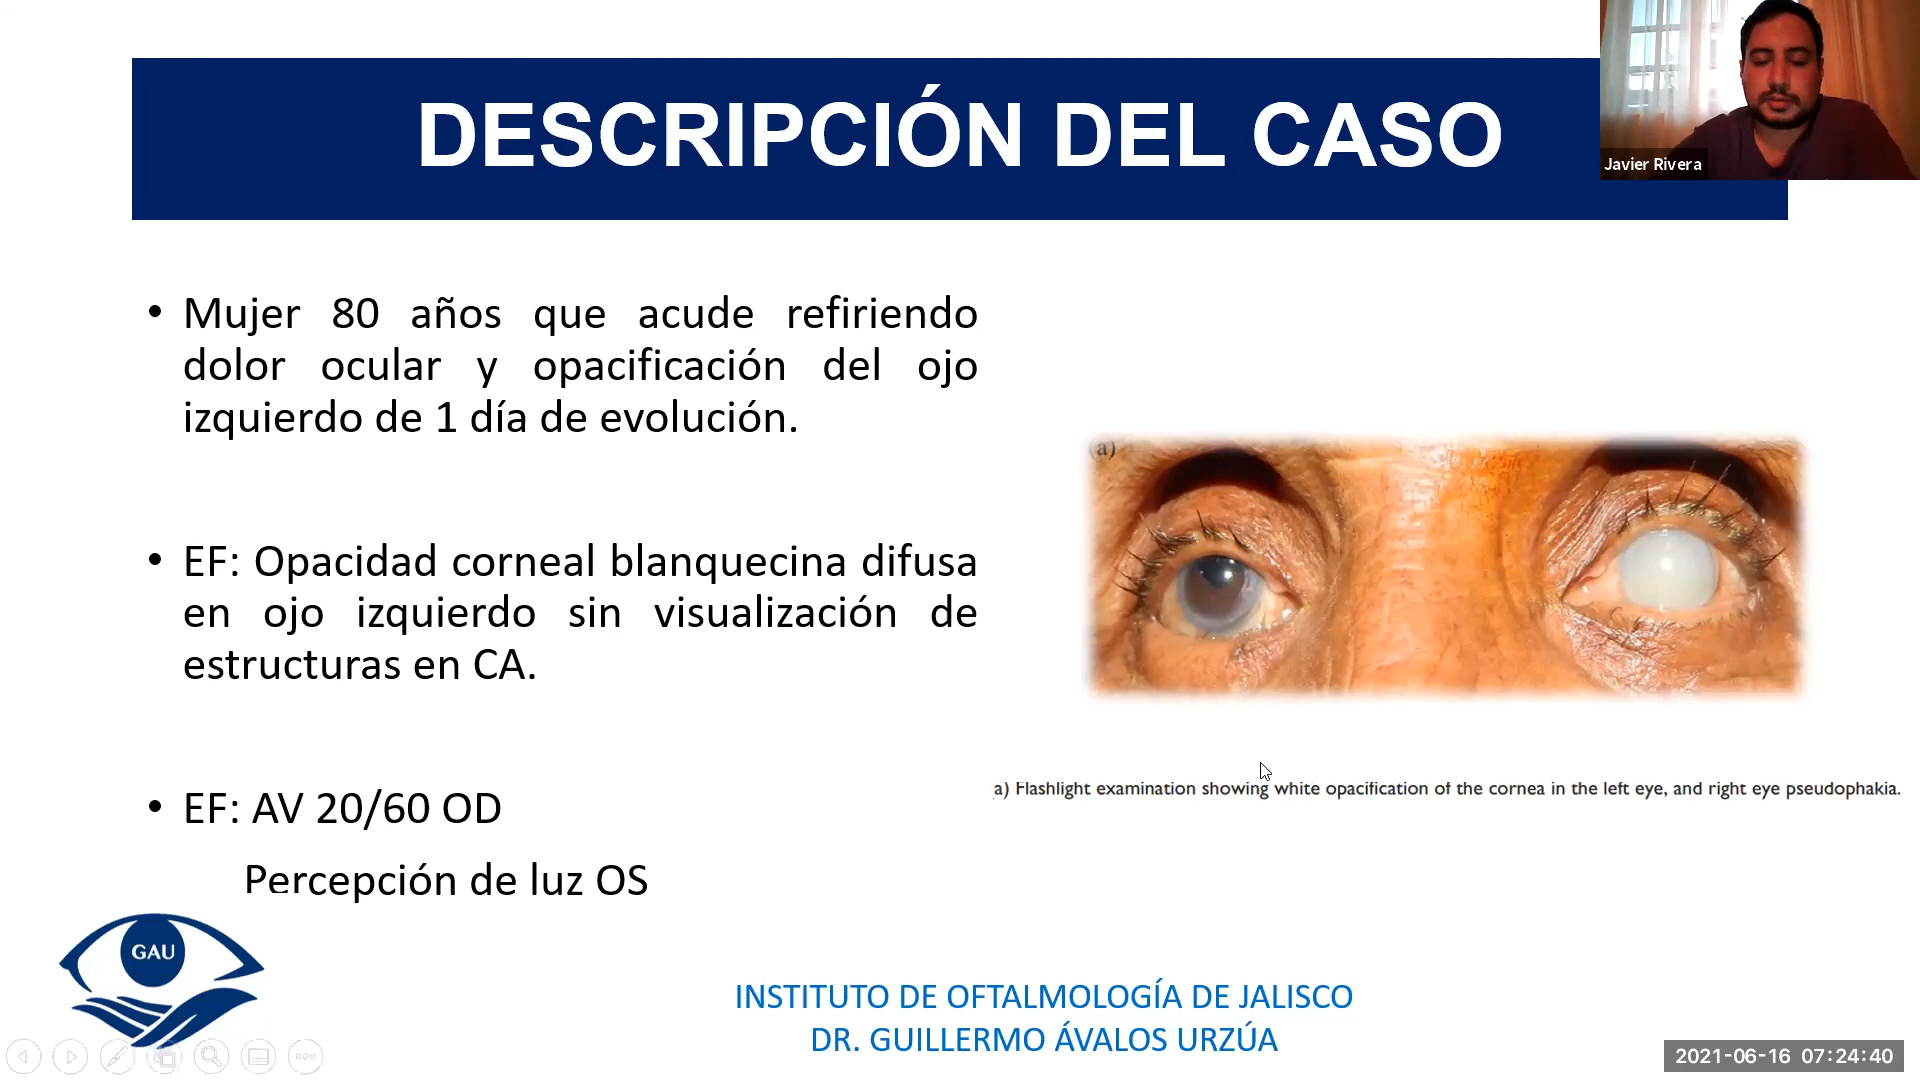 DESCRIPCIÓN DEL CASO
Javier Rivera
• Mujer 80 años que acude refiriendo
dolor ocular y opacificación del ojo
izquierdo de 1 día de evolución.
• EF: Opacidad corneal blanquecina difusa
en ojo izquierdo sin visualización de
estructuras en CA.
• EF: AV 20/60 OD
Percepción de luz OS
(a)
a) Flashlight examination showing white opacification of the cornea in the left eye, and right eye pseudophakia.
GAU
INSTITUTO DE OFTALMOLOGÍA DE JALISCO
DR. GUILLERMO ÁVALOS URZÚA
2021-06-16 07:24:40